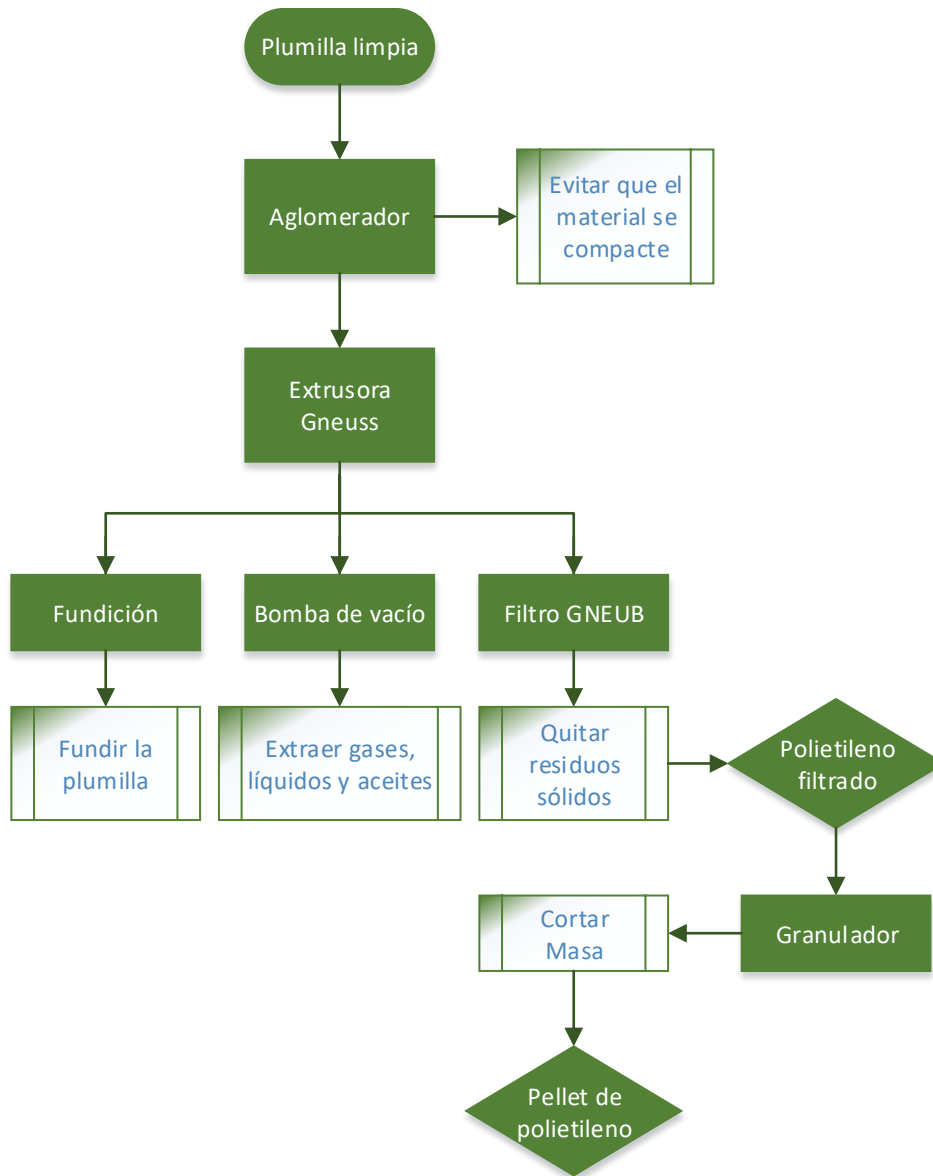 Plumilla limpia
Aglomerador
Evitar que el
material se
compacte
Extrusora
Gneuss
Fundición
Bomba de vacío
Filtro GNEUB
Fundir la
plumilla
Extraer gases,
líquidos y aceites
Quitar
residuos
sólidos
Polietileno
filtrado
Granulador
Cortar
Masa
Pellet de
polietileno